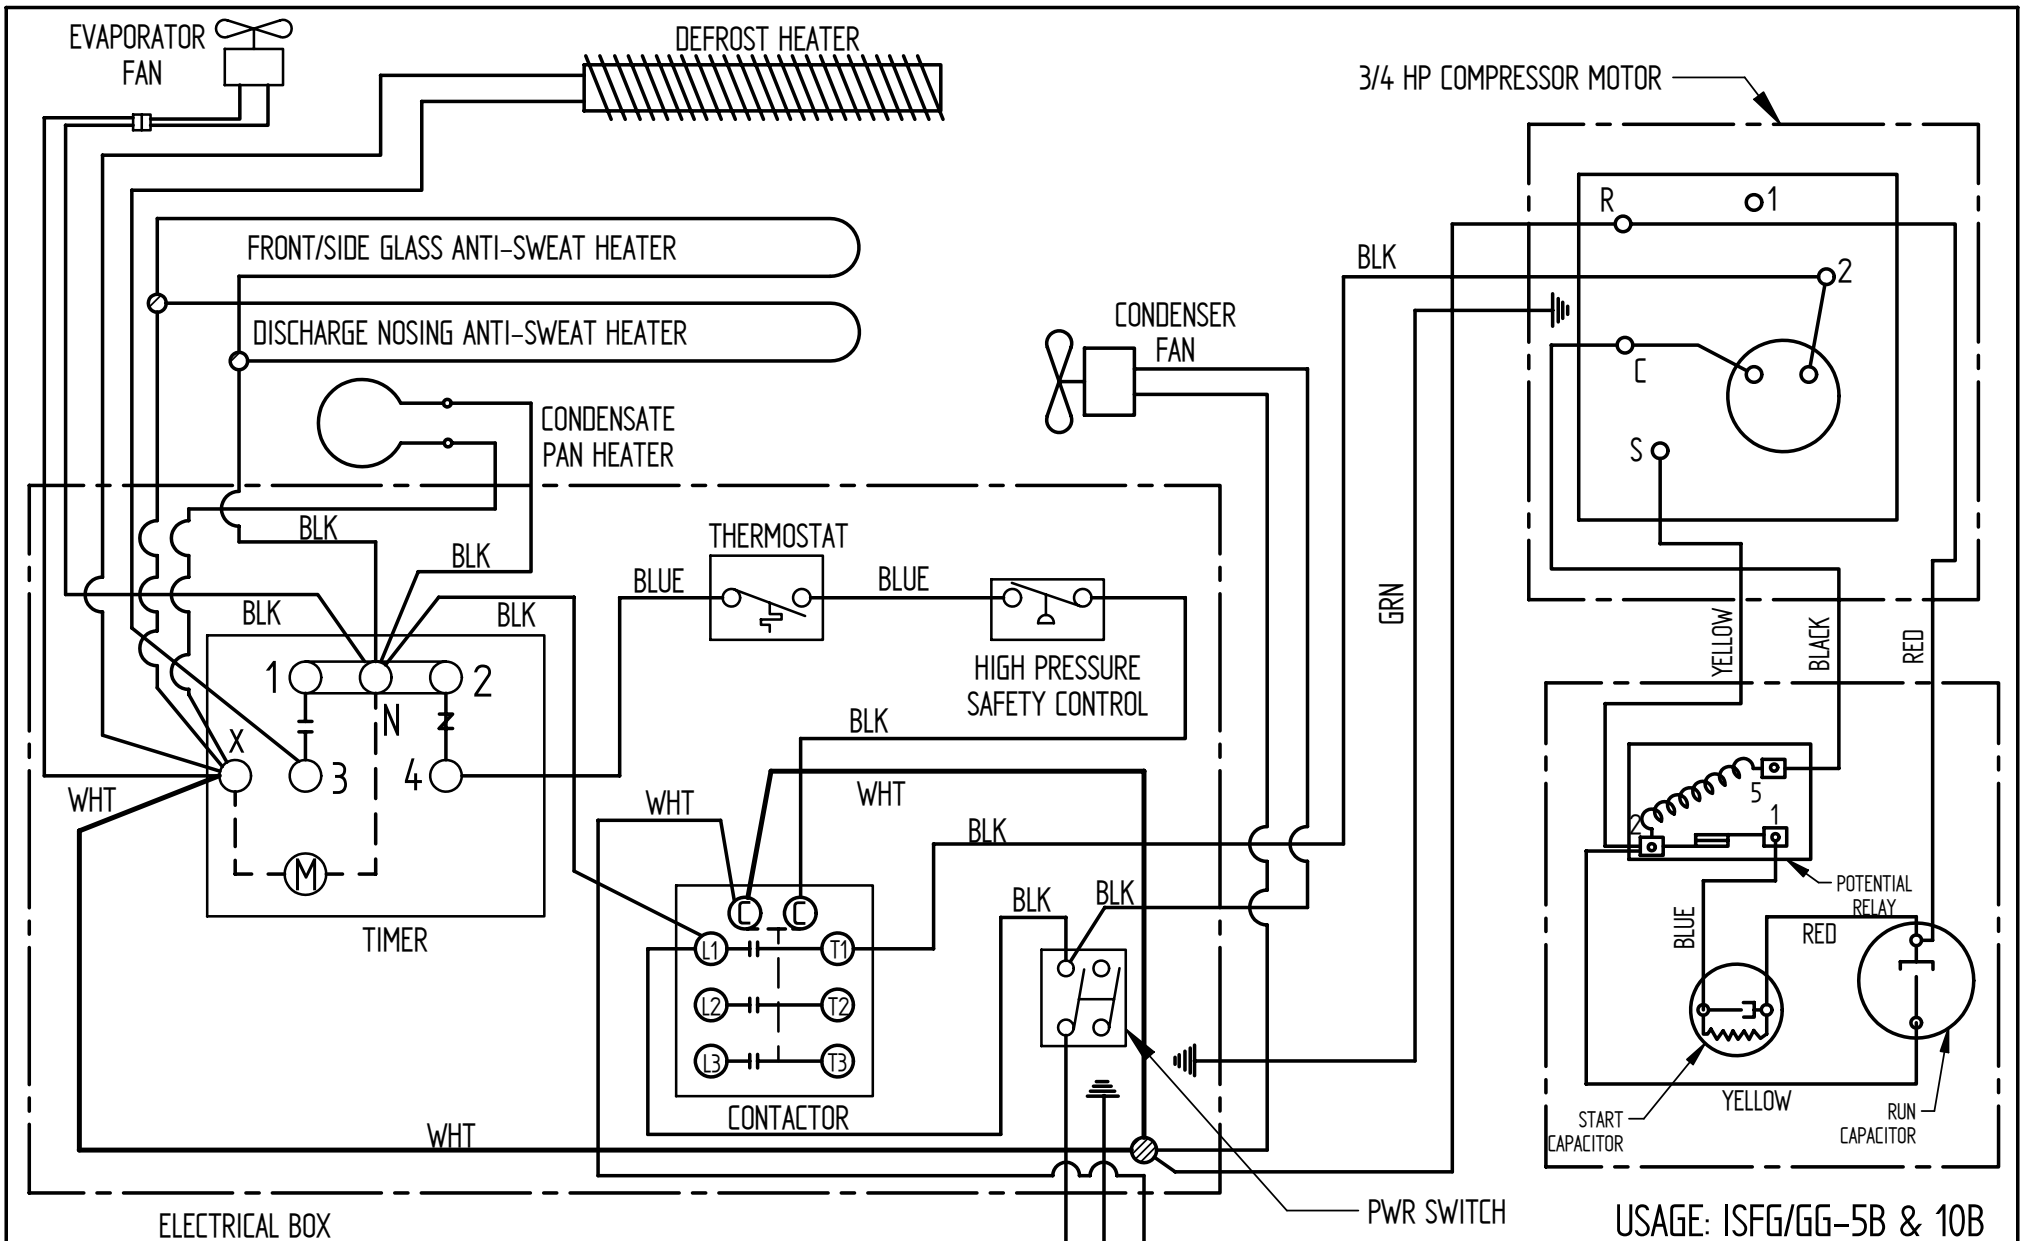 EVAPORATOR
FAN
DEFROST HEATER
3/4 HP COMPRESSOR MOTOR
FRONT/SIDE GLASS ANTI-SWEAT HEATER
DISCHARGE NOSING ANTI-SWEAT HEATER
CONDENSATE
PAN HEATER
CONDENSER
FAN
R
1
BLK
2
C
S
BLK
BLK
BLK
BLK
THERMOSTAT
BLUE
BLUE
HIGH PRESSURE
SAFETY CONTROL
GRN
YELLOW
BLACK
RED
1
N
2
X
3
4
M
TIMER
WHT
WHT
BLK
WHT
BLK
BLK
BLK
C
C
L1
T1
L2
T2
L3
T3
CONTACTOR
WHT
5
2
1
POTENTIAL
RELAY
BLUE
RED
YELLOW
START
CAPACITOR
RUN
CAPACITOR
ELECTRICAL BOX
PWR SWITCH
USAGE: ISFG/GG-5B & 10B